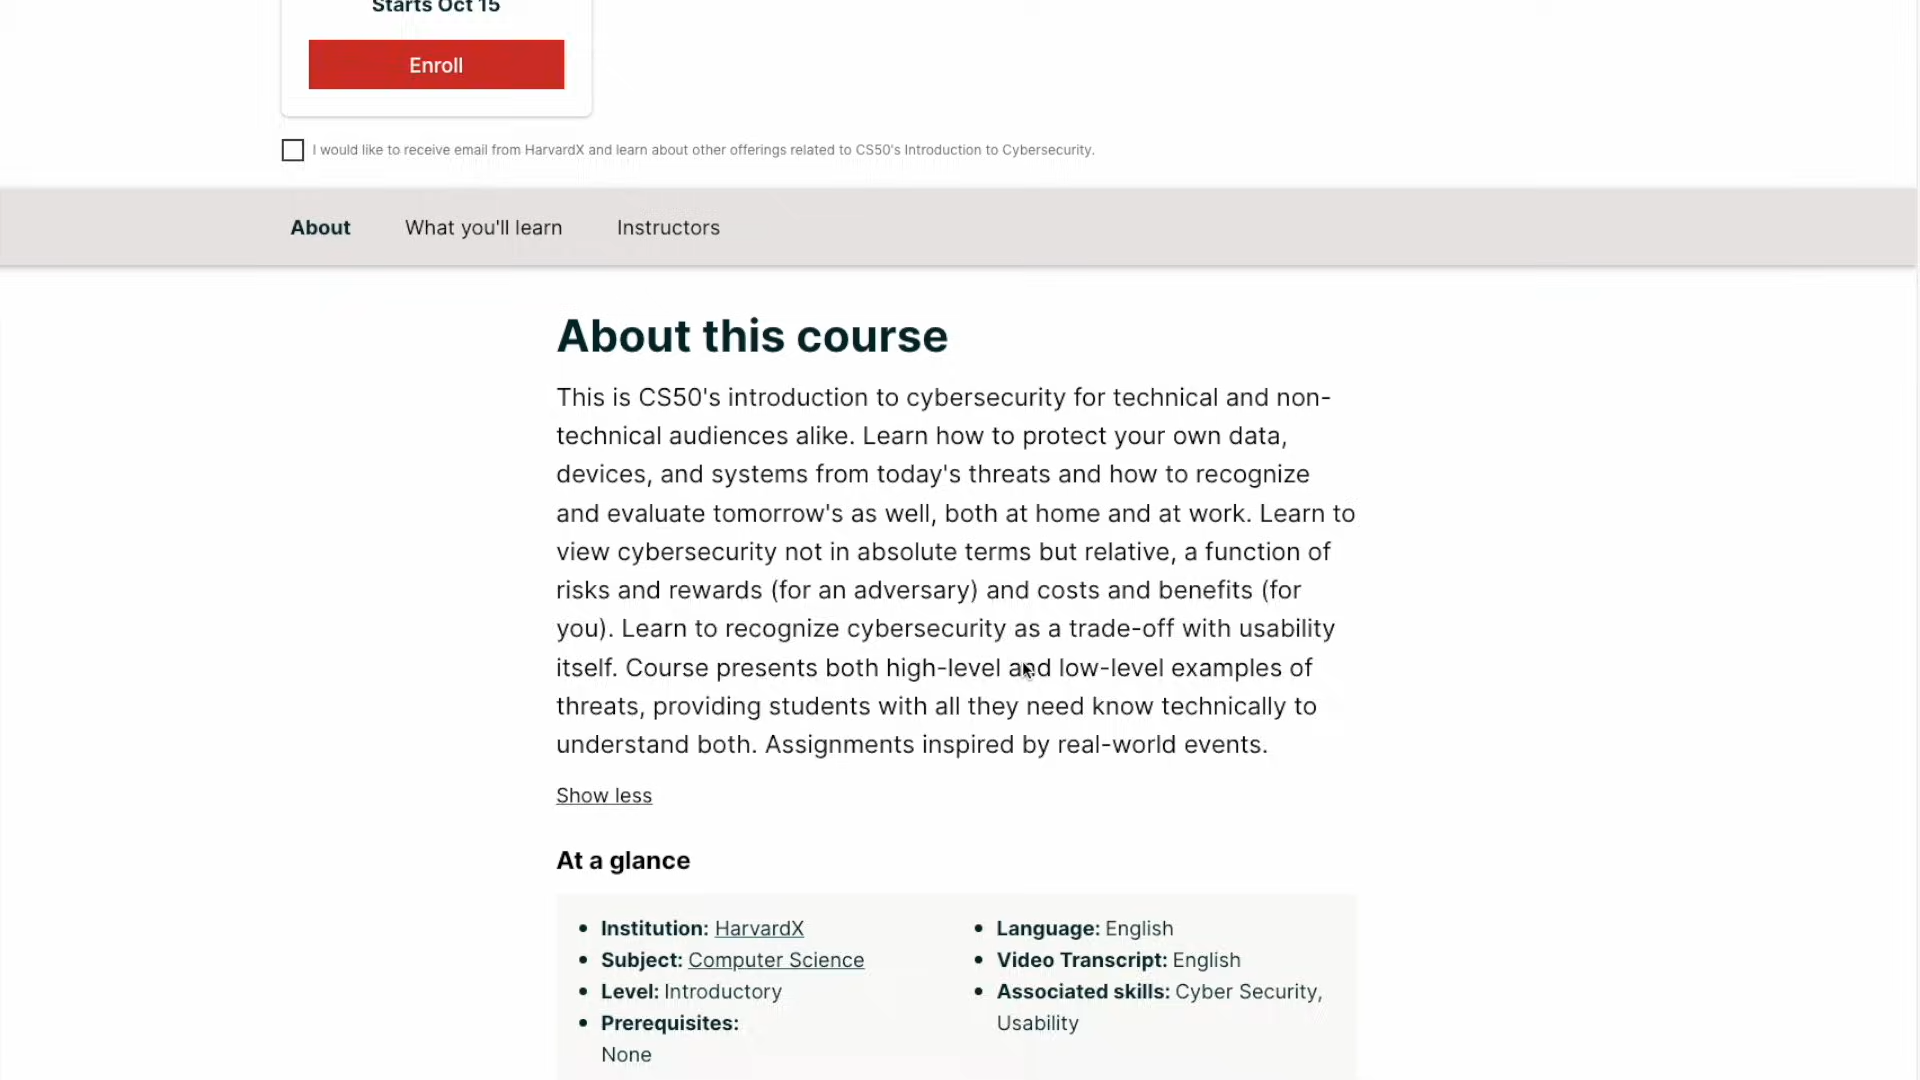 Starts Oct 15
Enroll
I would like to receive email from HarvardX and learn about other offerings related to CS50's Introduction to Cybersecurity.
About
What you'll learn
Instructors
About this course
This is CS50's introduction to cybersecurity for technical and non-
technical audiences alike. Learn how to protect your own data,
devices, and systems from today's threats and how to recognize
and evaluate tomorrow's as well, both at home and at work. Learn to
view cybersecurity not in absolute terms but relative, a function of
risks and rewards (for an adversary) and costs and benefits (for
you). Learn to recognize cybersecurity as a trade-off with usability
itself. Course presents both high-level and low-level examples of
threats, providing students with all they need know technically to
understand both. Assignments inspired by real-world events.
Show less
At a glance
Institution: HarvardX
Subject: Computer Science
Level: Introductory
Prerequisites:
None
Language: English
Video Transcript: English
Associated skills: Cyber Security,
Usability